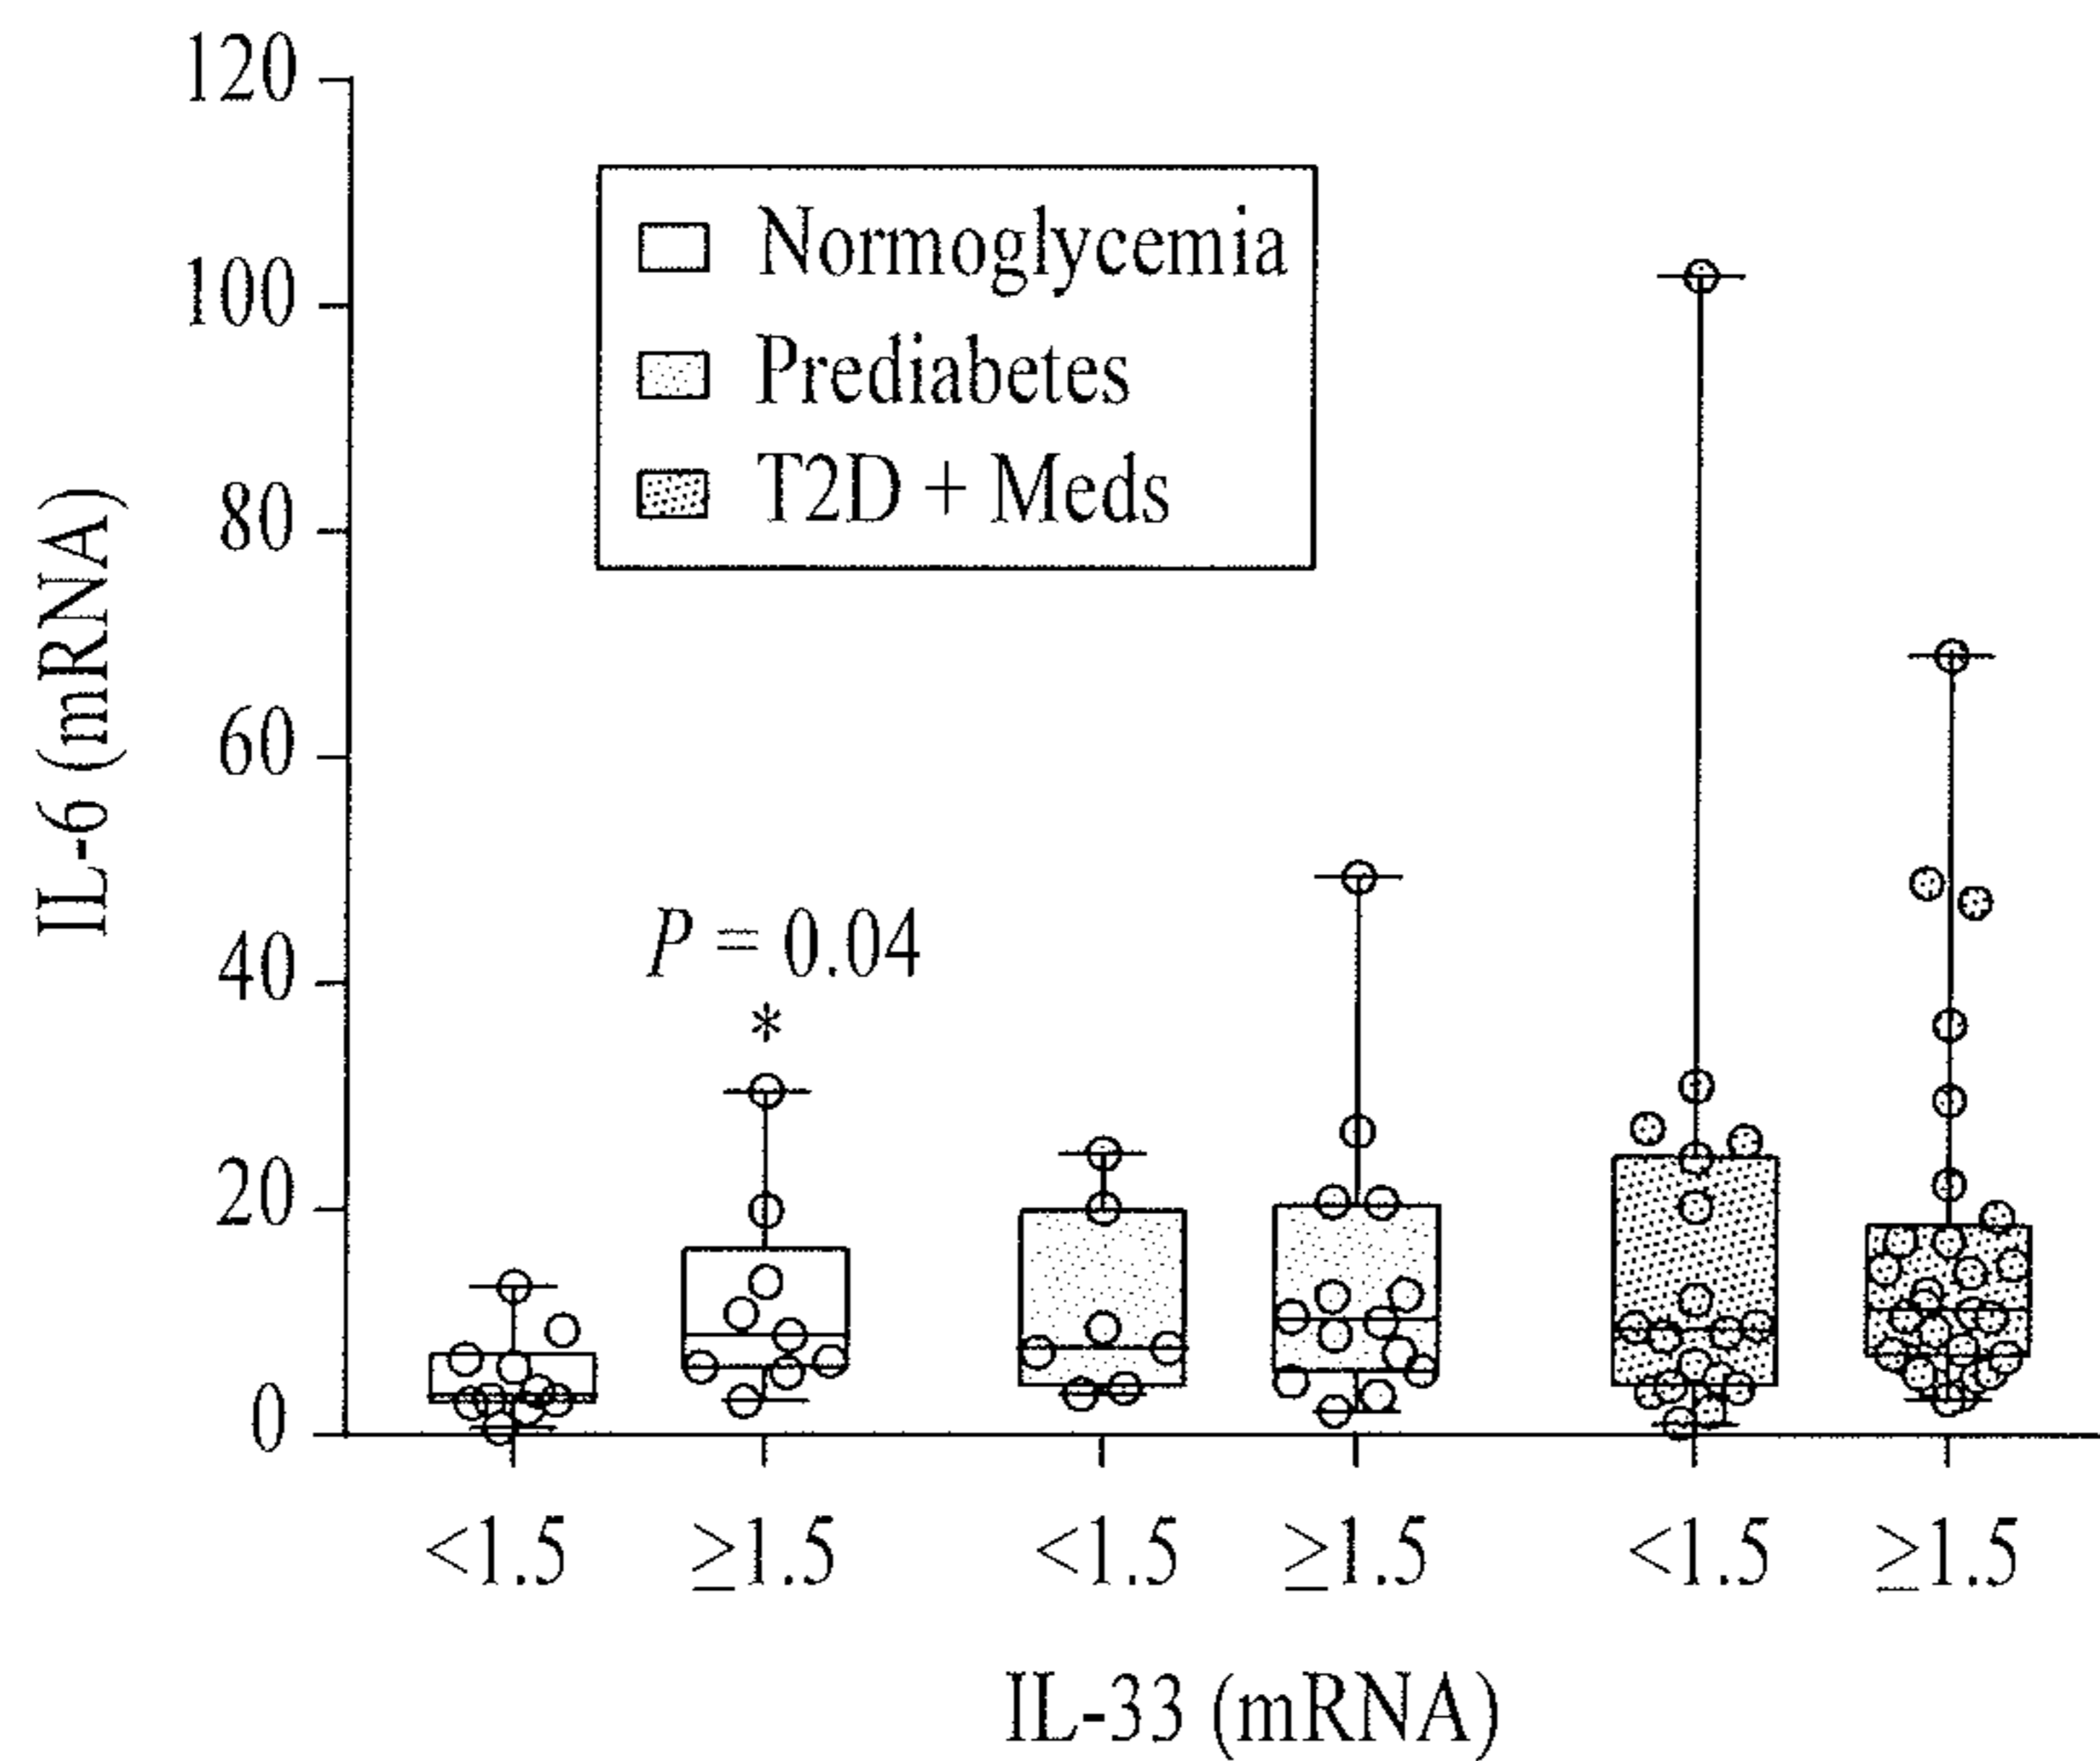 120
100
80
60
40
20
0
IL-6 (mRNA)
Normoglycemia
Prediabetes
T2D + Meds
P = 0.04
*
<1.5 ≥1.5 <1.5 ≥1.5 <1.5 ≥1.5
IL-33 (mRNA)